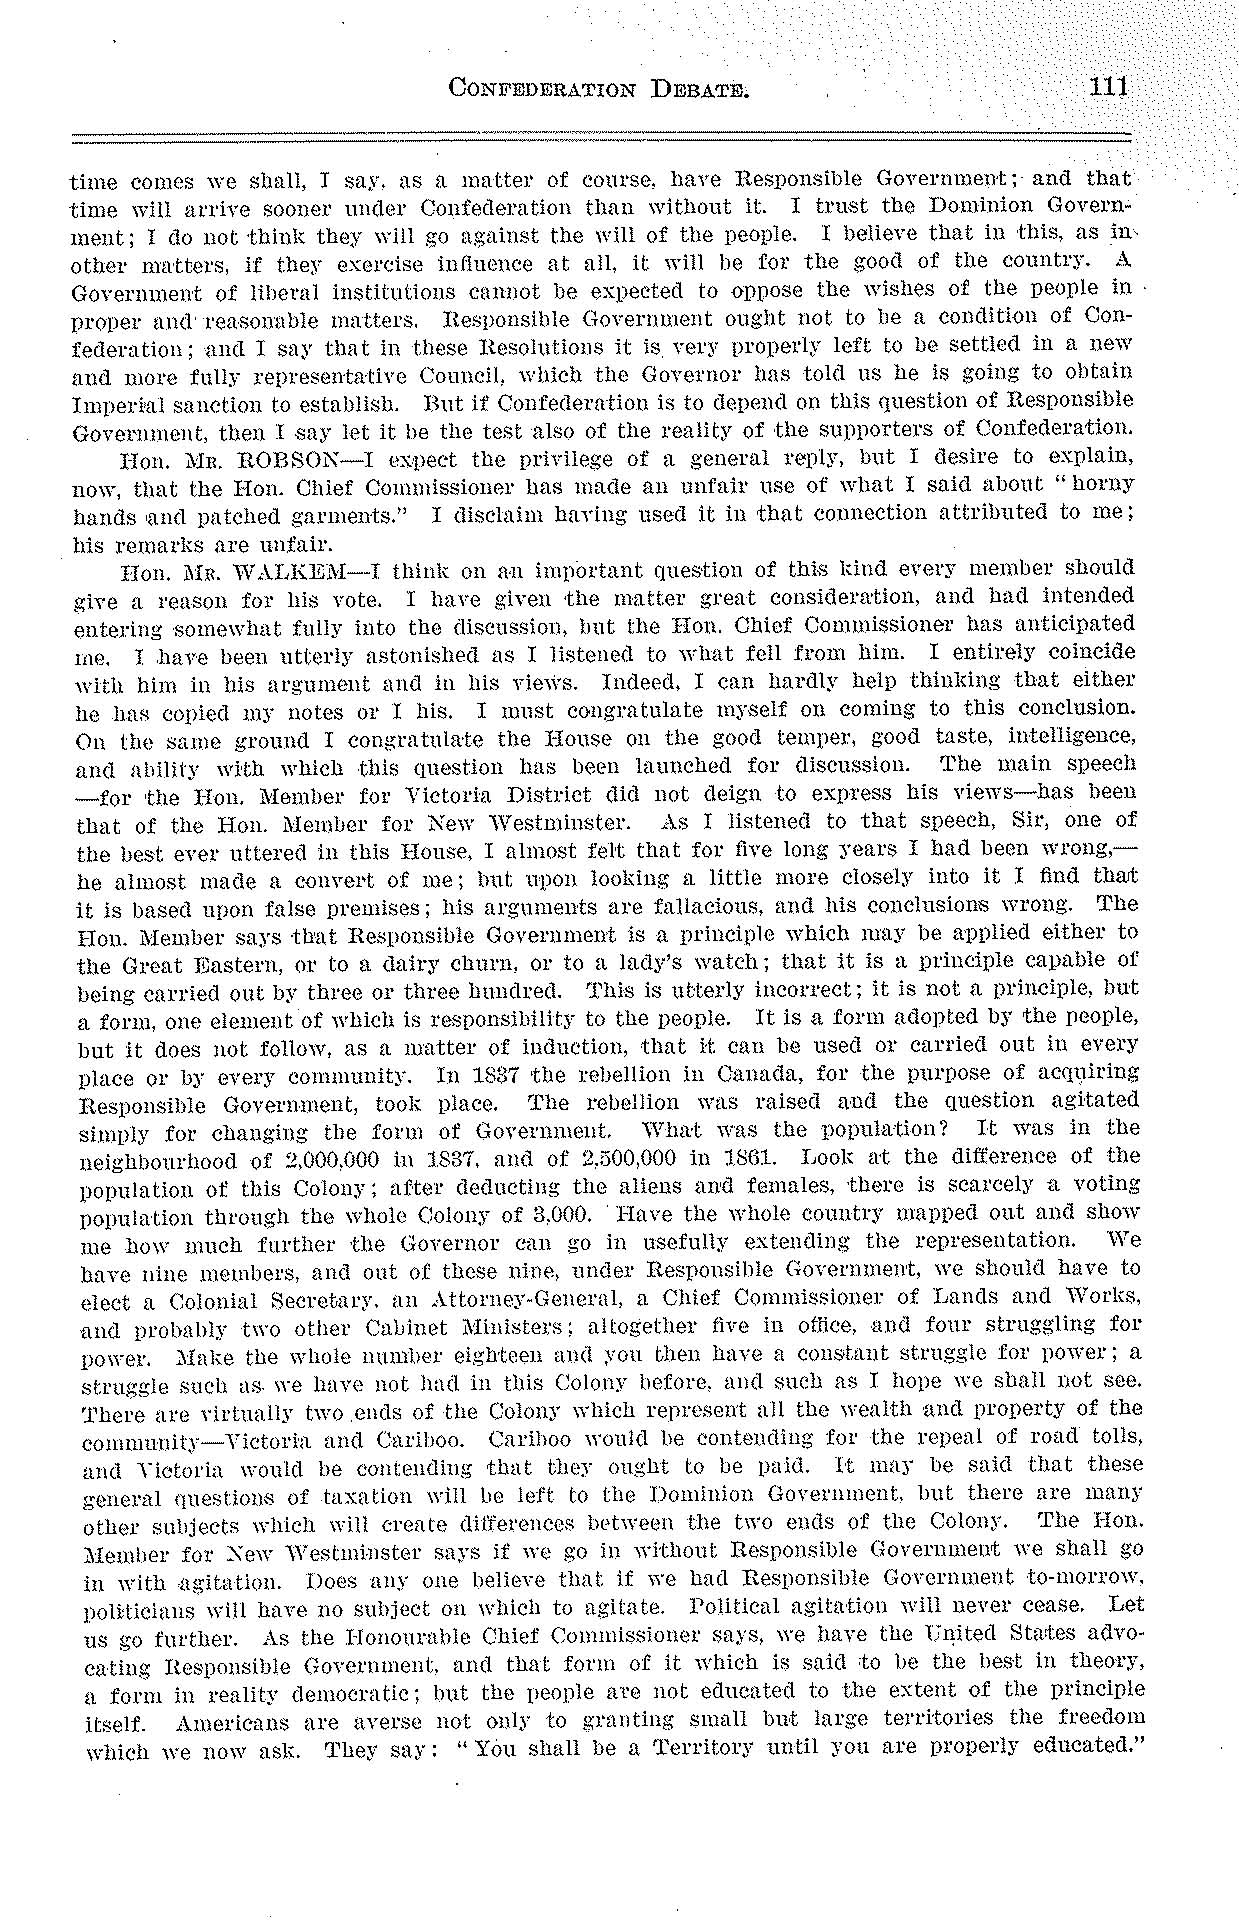 CONFEDERATION DEBATE. 111
time comes we shall, I say, as a matter of course, have Responsible Government; and that
time will arrive sooner under Confederation than without it. I trust the Dominion Govern-
ment; I do not think they will go against the will of the people. I believe that in this, as in
other matters, if they exercise influence at all, it will be for the good of the country. A
Government of liberal institutions cannot be expected to oppose the wishes of the people in
proper and reasonable matters. Responsible Government ought not to be a condition of Con-
federation; and I say that in these Resolutions it is very properly left to be settled in a new
and more fully representative Council, which the Governor has told us he is going to obtain
Imperial sanction to establish. But if Confederation is to depend on this question of Responsible
Government, then I say let it be the test also of the reality of the supporters of Confederation.
Hon. MR. ROBSON—I expect the privilege of a general reply, but I desire to explain,
now, that the Hon. Chief Commissioner has made an unfair use of what I said about "horny
hands and patched garments." I disclaim having used it in that connection attributed to me;
his remarks are unfair.
Hon. MR. WALKEM—I think on an important question of this kind every member should
give a reason for his vote. I have given the matter great consideration, and had intended
entering somewhat fully into the discussion, but the Hon. Chief Commissioner has anticipated
me. I have been utterly astonished as I listened to what fell from him. I entirely coincide
with him in his argument and in his views. Indeed, I can hardly help thinking that either
he has copied my notes or I his. I must congratulate myself on coming to this conclusion.
On the same ground I congratulate the House on the good temper, good taste, intelligence,
and ability with which this question has been launched for discussion. The main speech
—for the Hon. Member for Victoria District did not deign to express his views—has been
that of the Hon. Member for New Westminster. As I listened to that speech, Sir, one of
the best ever uttered in this House, I almost felt that for five long years I had been wrong,—
he almost made a convert of me; but upon looking a little more closely into it I find that
it is based upon false premises; his arguments are fallacious, and his conclusions wrong. The
Hon. Member says that Responsible Government is a principle which may be applied either to
the Great Eastern, or to a dairy churn, or to a lady's watch; that it is a principle capable of
being carried out by three or three hundred. This is utterly incorrect; it is not a principle, but
a form, one element of which is responsibility to the people. It is a form adopted by the people,
but it does not follow, as a matter of induction, that it can be used or carried out in every
place or by every community. In 1837 the rebellion in Canada, for the purpose of acquiring
Responsible Government, took place. The rebellion was raised and the question agitated
simply for changing the form of Government. What was the population? It was in the
neighbourhood of 2,000,000 in 1837, and of 2,500,000 in 1861. Look at the difference of the
population of this Colony; after deducting the aliens and females, there is scarcely a voting
population through the whole Colony of 3,000. Have the whole country mapped out and show
me how much further the Governor can go in usefully extending the representation. We
have nine members, and out of these nine, under Responsible Government, we should have to
elect a Colonial Secretary, an Attorney-General, a Chief Commissioner of Lands and Works,
and probably two other Cabinet Ministers; altogether five in office, and four struggling for
power. Make the whole number eighteen and you then have a constant struggle for power; a
struggle such as we have not had in this Colony before, and such as I hope we shall not see.
There are virtually two ends of the Colony which represent all the wealth and property of the
community—Victoria and Cariboo. Cariboo would be contending for the repeal of road tolls,
and Victoria would be contending that they ought to be paid. It may be said that these
general questions of taxation will be left to the Dominion Government, but there are many
other subjects which will create differences between the two ends of the Colony. The Hon.
Member for New Westminster says if we go in without Responsible Government we shall go
in with agitation. Does any one believe that if we had Responsible Government to-morrow,
politicians will have no subject on which to agitate. Political agitation will never cease. Let
us go further. As the Honourable Chief Commissioner says, we have the United States advo-
cating Responsible Government, and that form of it which is said to be the best in theory,
a form in reality democratic; but the people are not educated to the extent of the principle
itself. Americans are averse not only to granting small but large territories the freedom
which we now ask. They say: "You shall be a Territory until you are properly educated."